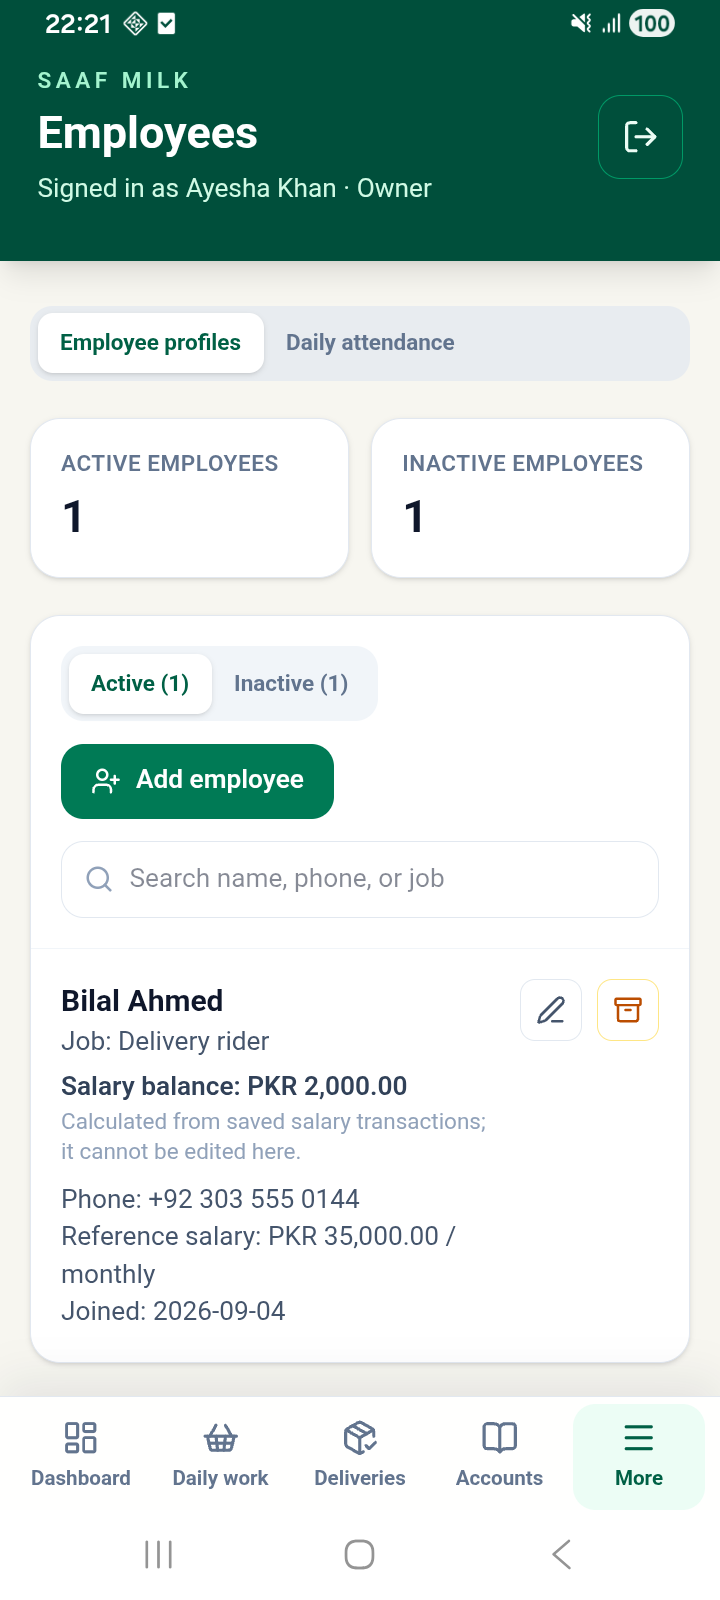 22:21
100
SAAF MILK
Employees
Signed in as Ayesha Khan · Owner
Employee profiles
Daily attendance
ACTIVE EMPLOYEES
1
INACTIVE EMPLOYEES
1
Active (1)
Inactive (1)
Add employee
Search name, phone, or job
Bilal Ahmed
Job: Delivery rider
Salary balance: PKR 2,000.00
Calculated from saved salary transactions;
it cannot be edited here.
Phone: +92 303 555 0144
Reference salary: PKR 35,000.00 /
monthly
Joined: 2026-09-04
Dashboard
Daily work
Deliveries
Accounts
More